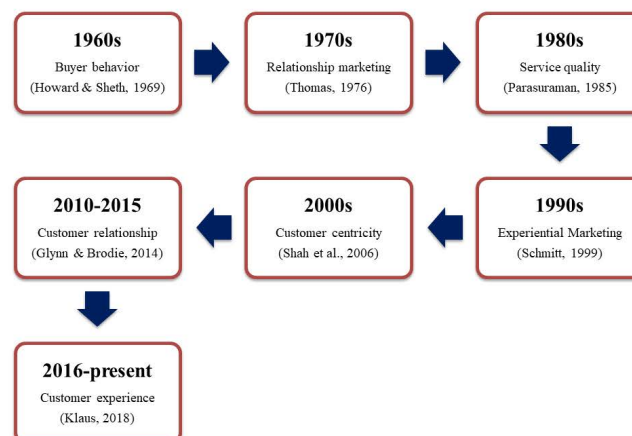 1960s
Buyer behavior
(Howard & Sheth, 1969)
1970s
Relationship marketing
(Thomas, 1976)
1980s
Service quality
(Parasuraman, 1985)
1990s
Experiential Marketing
(Schmitt, 1999)
2000s
Customer centricity
(Shah et al., 2006)
2010-2015
Customer relationship
(Glynn & Brodie, 2014)
2016-present
Customer experience
(Klaus, 2018)